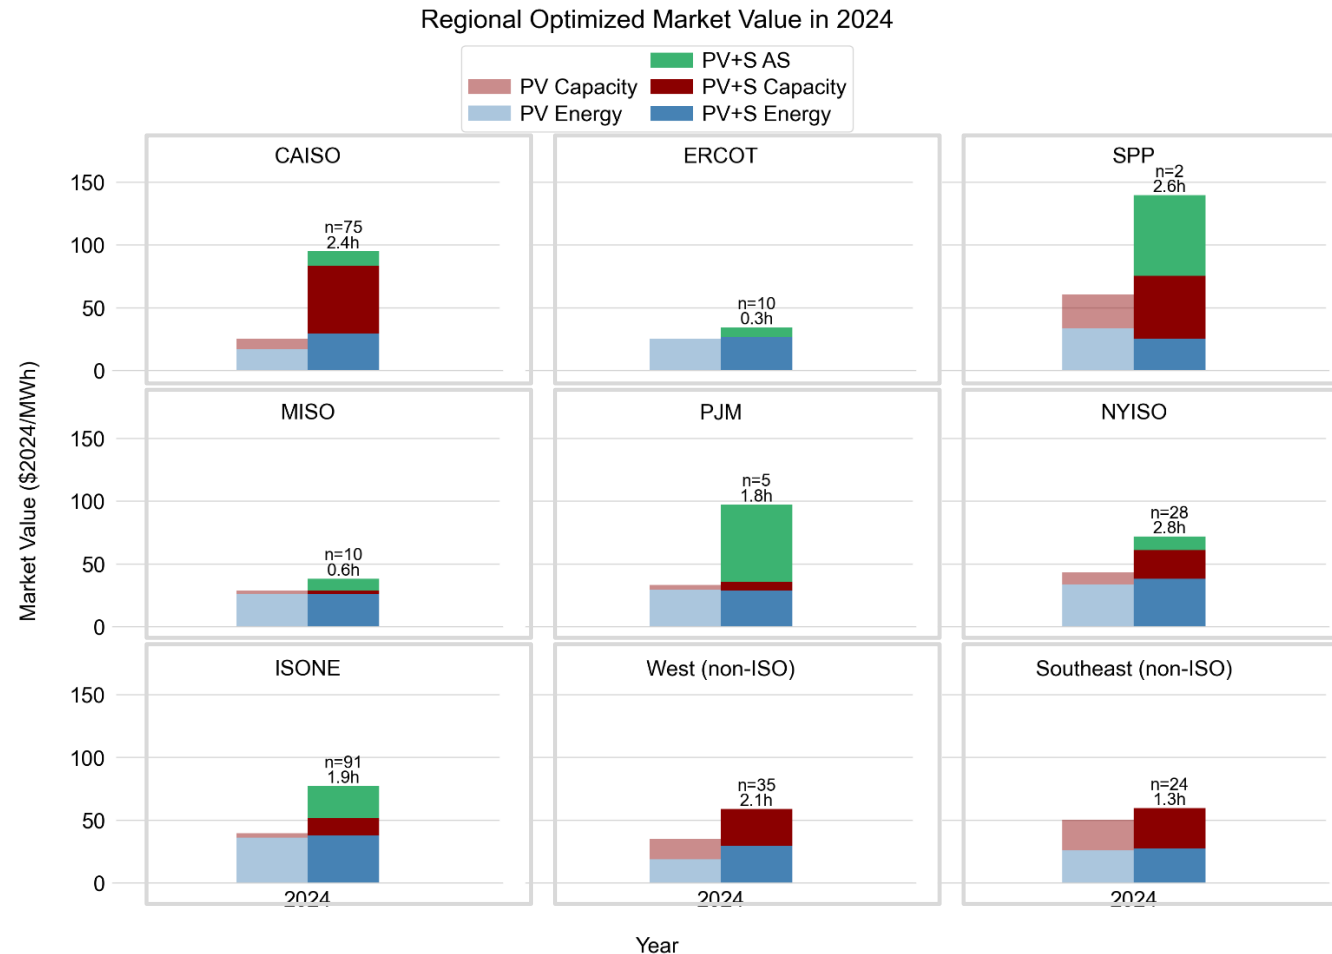 Regional Optimized Market Value in 2024
PV+S AS
PV Capacity PV+S Capacity
PV Energy PV+S Energy
CAISO ERCOT SPP
150
100
50
0
n=75
2.4h
n=10
0.3h
n=2
2.6h
Market Value ($2024/MWh)
MISO PJM NYISO
150
100
50
0
n=10
0.6h
n=5
1.8h
n=28
2.8h
ISONE West (non-ISO) Southeast (non-ISO)
150
100
50
0
n=91
1.9h
n=35
2.1h
n=24
1.3h
2024 2024 2024
Year